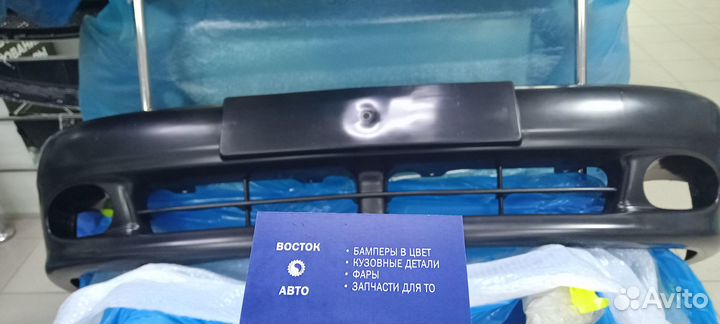 ВОСТОК
АВТО
• БАМПЕРЫ В ЦВЕТ
• КУЗОВНЫЕ ДЕТАЛИ
• ФАРЫ
• ЗАПЧАСТИ ДЛЯ ТО
Avito